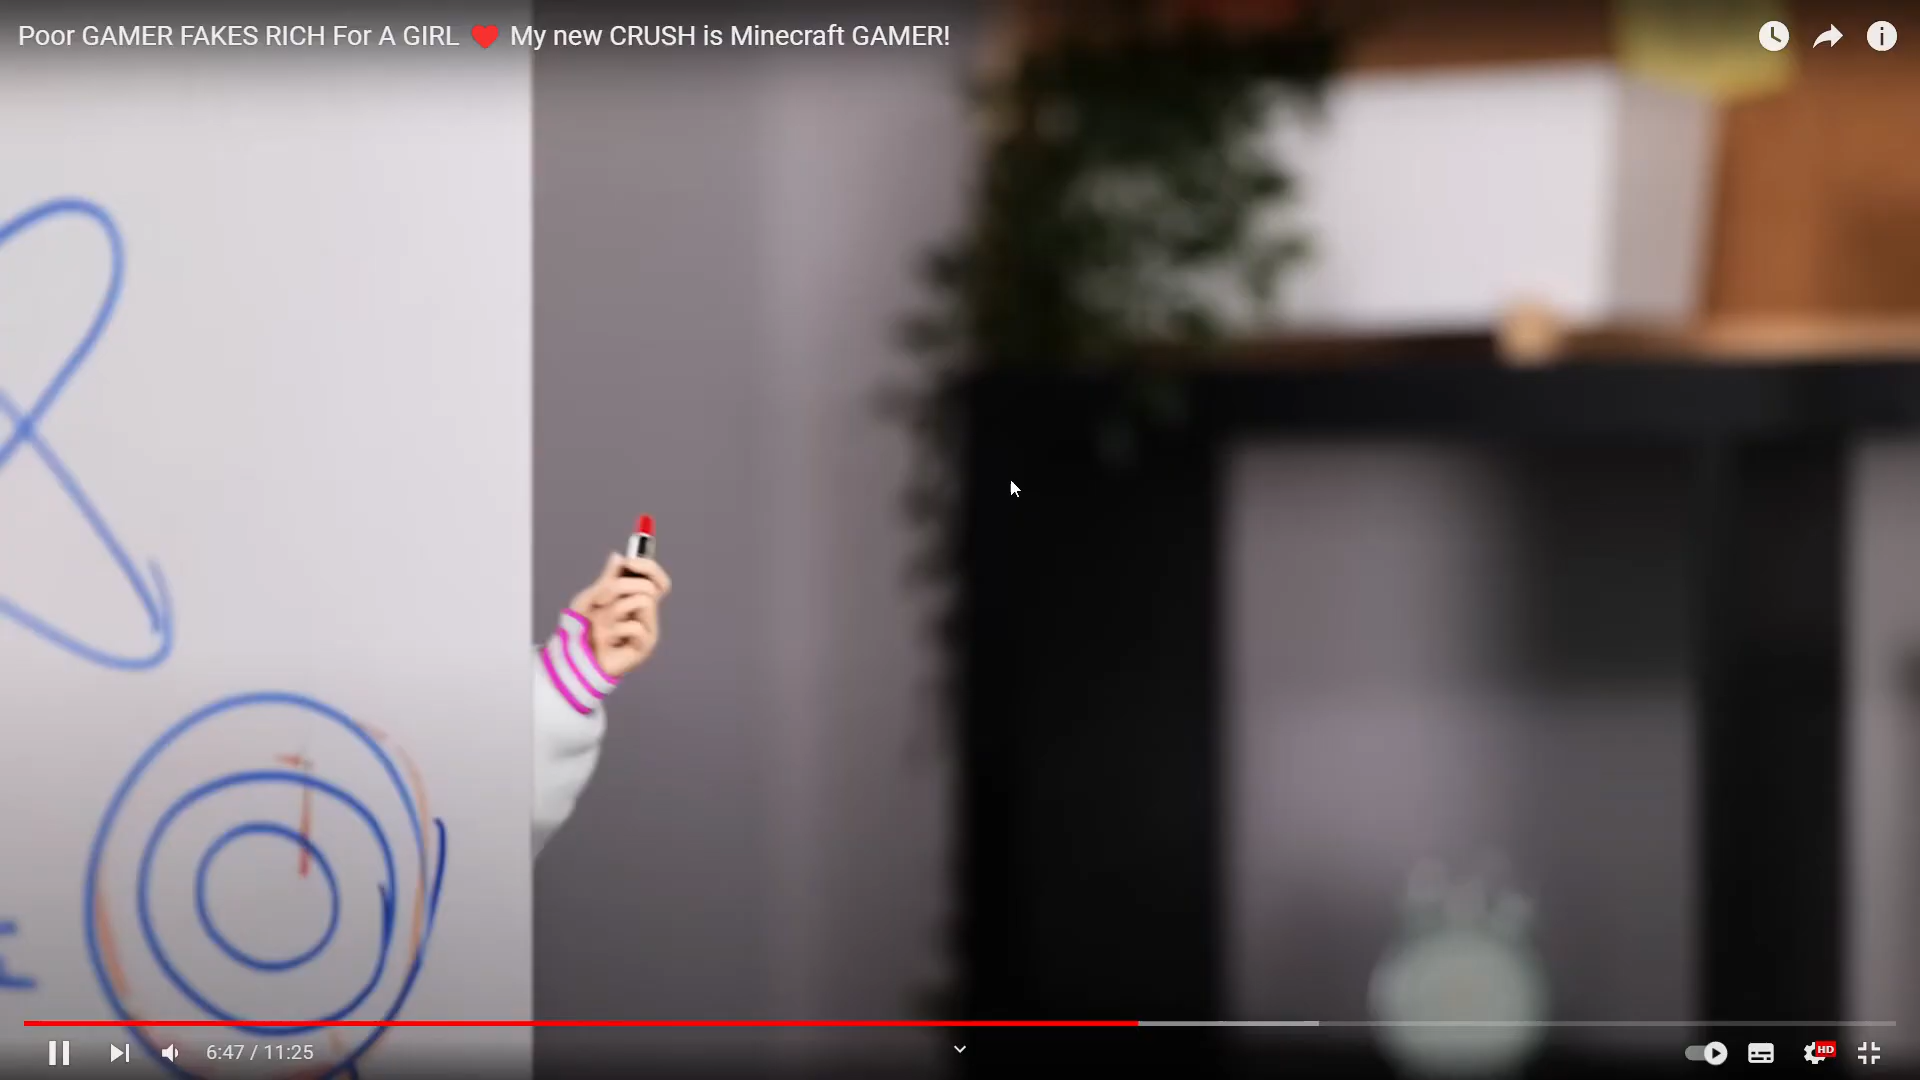 Poor GAMER FAKES RICH For A GIRL ❤️ My new CRUSH is Minecraft GAMER!
6:47 / 11:25
HD